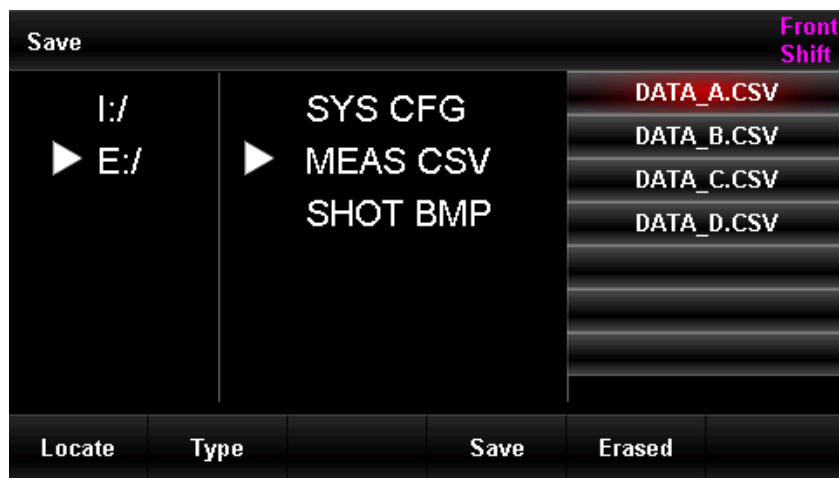 Save
Front
Shift
I:/
E:/
SYS CFG
MEAS CSV
SHOT BMP
DATA_A.CSV
DATA_B.CSV
DATA_C.CSV
DATA_D.CSV
Locate Type Save Erased